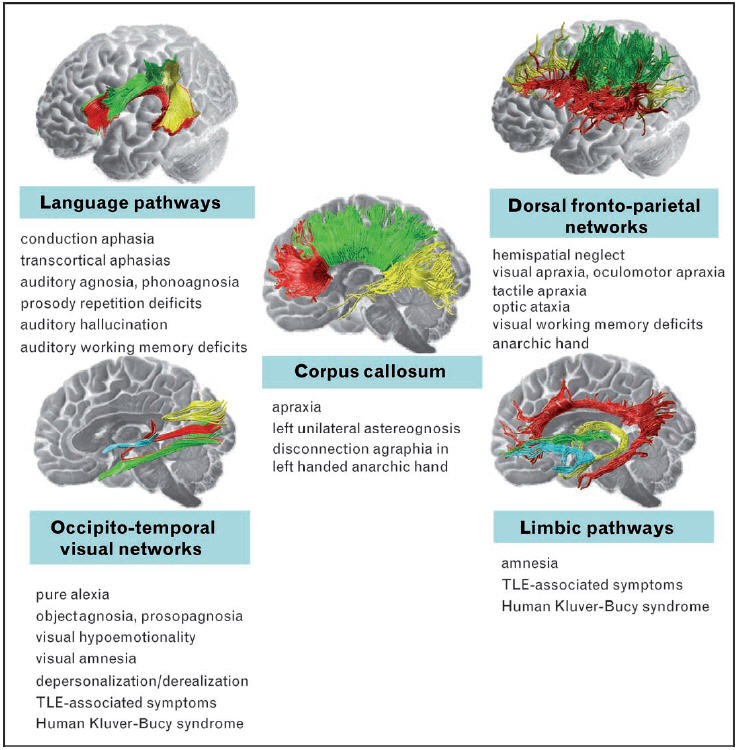 Language pathways
conduction aphasia
transcortical aphasias
auditory agnosia, phonoagnosia
prosody repetition deificits
auditory hallucination
auditory working memory deficits
Dorsal fronto-parietal
networks
hemispatial neglect
visual apraxia, oculomotor apraxia
tactile apraxia
optic ataxia
visual working memory deficits
anarchic hand
Corpus callosum
apraxia
left unilateral astereognosis
disconnection agraphia in
left handed anarchic hand
Occipito-temporal
visual networks
pure alexia
objectagnosia, prosopagnosia
visual hypoemotionality
visual amnesia
depersonalization/derealization
TLE-associated symptoms
Human Kluver-Bucy syndrome
Limbic pathways
amnesia
TLE-associated symptoms
Human Kluver-Bucy syndrome